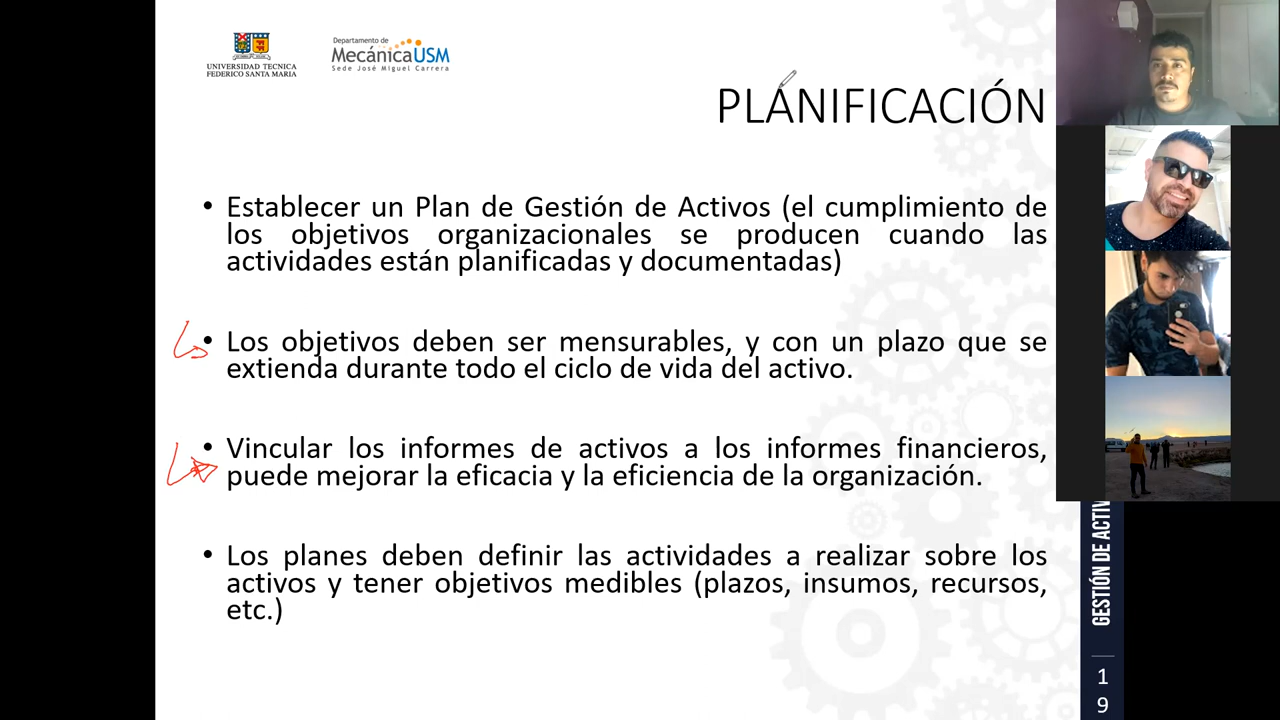 UNIVERSIDAD TECNICA
FEDERICO SANTA MARIA
Departamento de
MecánicaUSM
Sede José Miguel Carrera
PLANIFICACIÓN
• Establecer un Plan de Gestión de Activos (el cumplimiento de
los objetivos organizacionales se producen cuando las
actividades están planificadas y documentadas)
• Los objetivos deben ser mensurables, y con un plazo que se
extienda durante todo el ciclo de vida del activo.
• Vincular los informes de activos a los informes financieros,
puede mejorar la eficacia y la eficiencia de la organización.
• Los planes deben definir las actividades a realizar sobre los
activos y tener objetivos medibles (plazos, insumos, recursos,
etc.)
GESTIÓN DE ACTIV
1
9